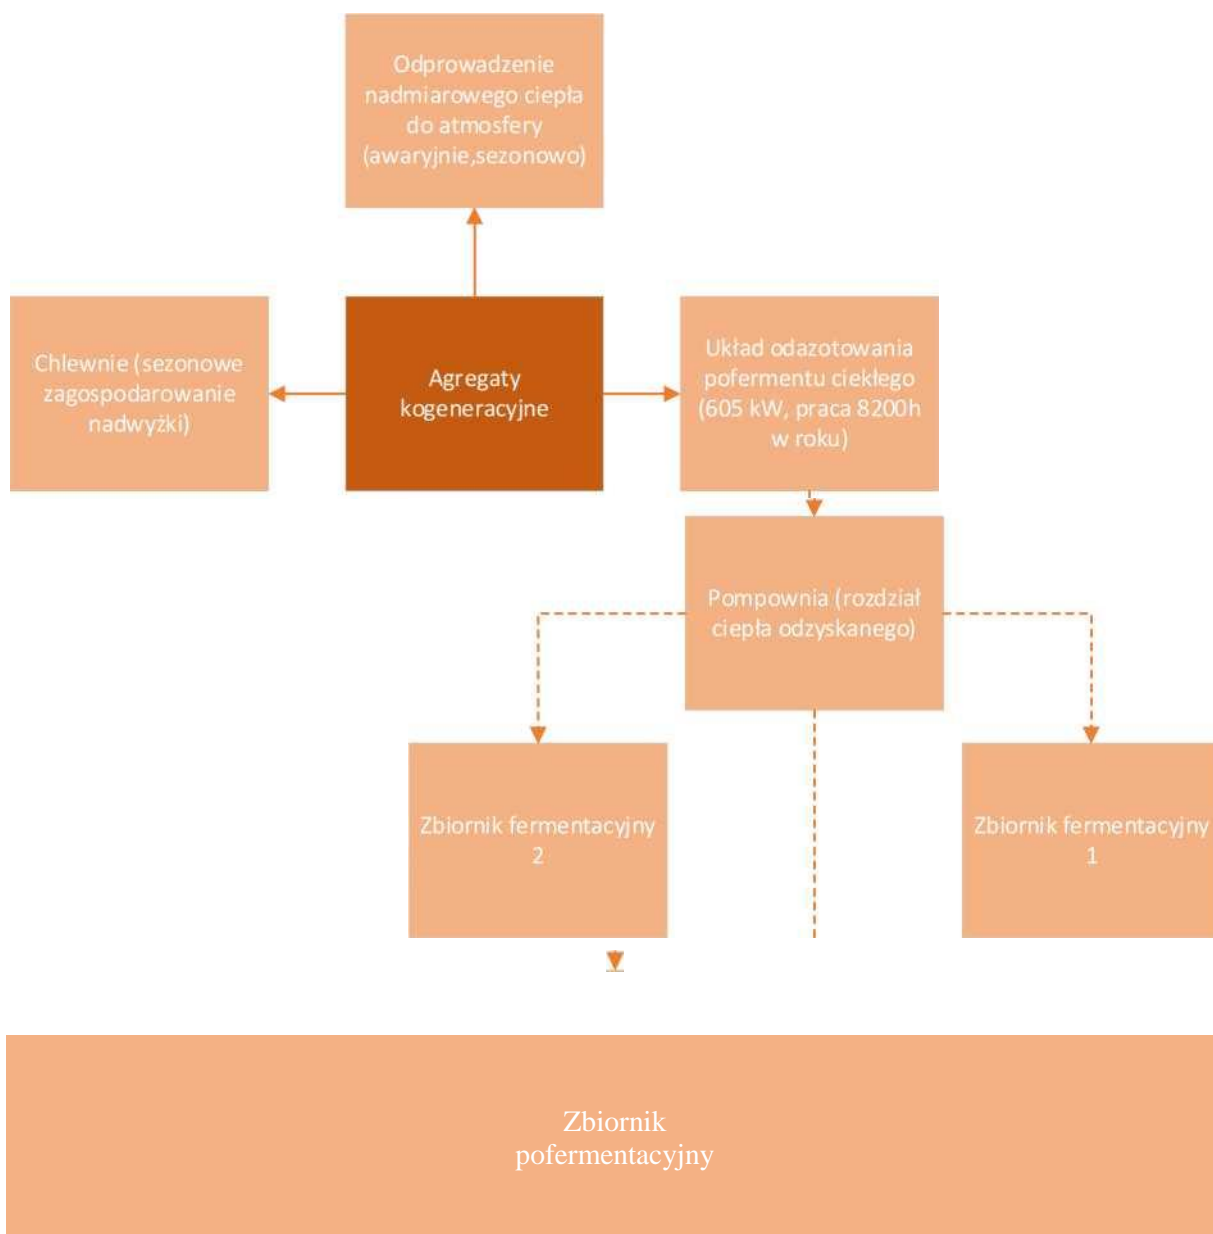 Odprowadzenie
nadmiarowego ciepła
do atmosfery
(awaryjnie,sezonowo)
Chlewnie (sezonowe
zagospodarowanie
nadwyżki)
Agregaty
kogeneracyjne
Układ odazotowania
pofermentu ciekłego
(605 kW, praca 8200h
w roku)
Pompownia (rozdział
ciepła odzyskanego)
Zbiornik fermentacyjny
2
Zbiornik fermentacyjny
1
Zbiornik
pofermentacyjny